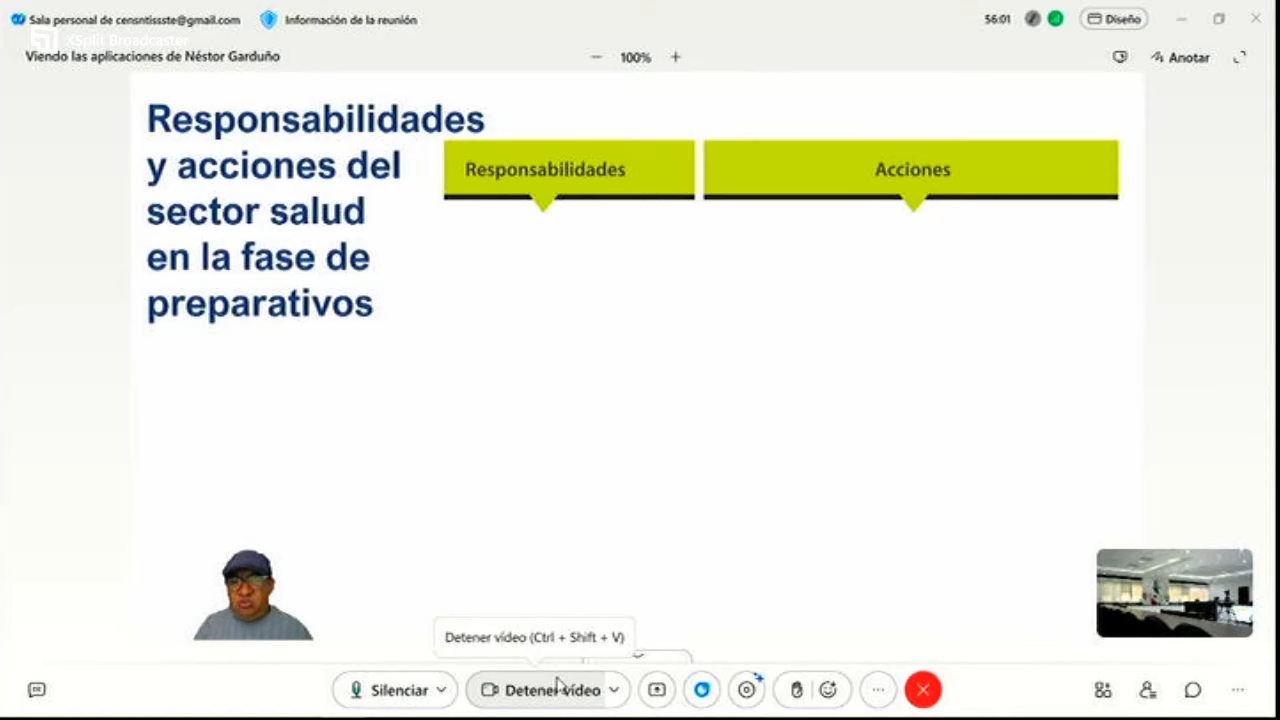 Sala personal de censntissste@gmail.com
Información de la reunión
56:01
Diseño
XSplit Broadcaster
Viendo las aplicaciones de Néstor Garduño
100%
Anotar
Responsabilidades
y acciones del
sector salud
en la fase de
preparativos
Responsabilidades
Acciones
Detener vídeo (Ctrl + Shift + V)
Silenciar
Detener vídeo